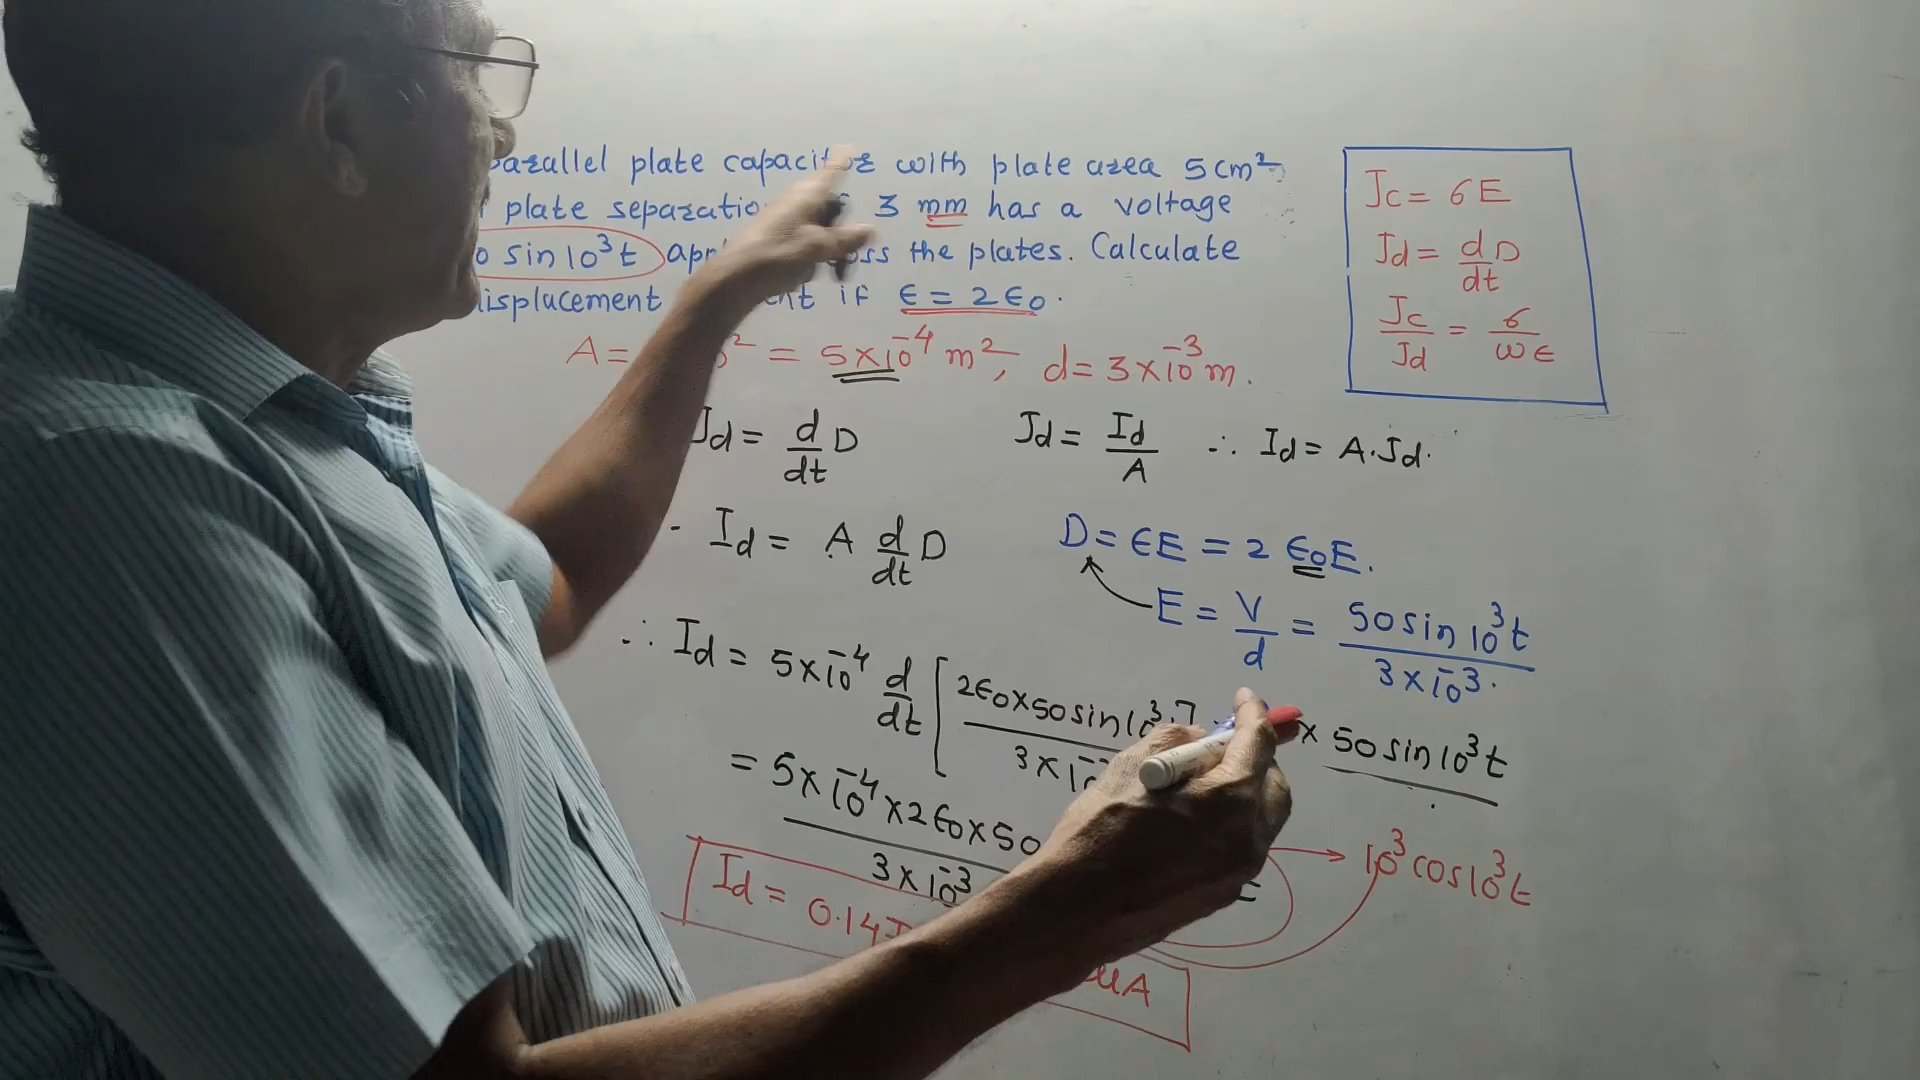 parallel plate capacitor with plate area 5 cm²
plate separation 3 mm has a voltage
0 sin 10³t across the plates. Calculate
displacement if ϵ = 2ϵ₀.
A = = 5×10⁻⁴ m², d = 3×10⁻³ m.
Jd = d/dt D Jd = Id/A ∴ Id = A.Jd.
Id = A d/dt D D = ϵE = 2 ϵ₀E.
E = V/d = 50 sin 10³t / 3×10⁻³.
∴ Id = 5×10⁻⁴ d/dt [ 2ϵ₀×50 sin 10³ / 3×10 × 50 sin 10³t
= 5×10⁻⁴×2ϵ₀×50 / 3×10⁻³ = 10³ cos 10³t
Id = 0.147 μA
Jc = σE
Jd = dD/dt
Jc/Jd = σ/ωϵ